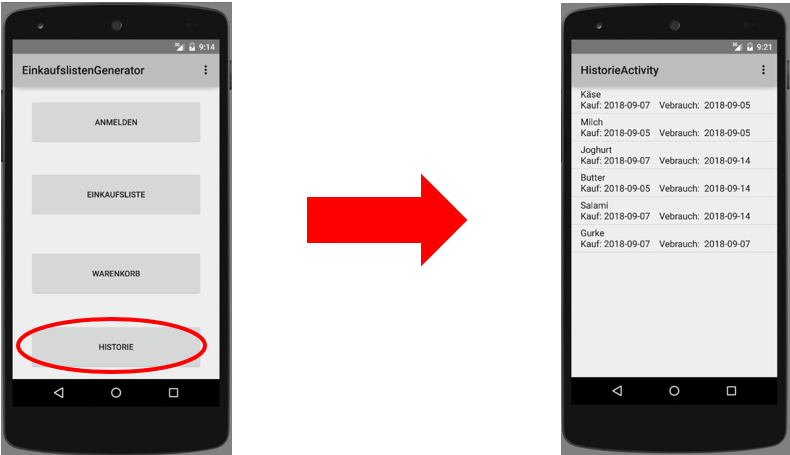 9:14
EinkaufslistenGenerator
ANMELDEN
EINKAUFSLISTE
WARENKORB
HISTORIE
9:21
HistorieActivity
Käse
Kauf: 2018-09-07 Vebrauch: 2018-09-05
Milch
Kauf: 2018-09-05 Vebrauch: 2018-09-05
Joghurt
Kauf: 2018-09-07 Vebrauch: 2018-09-14
Butter
Kauf: 2018-09-05 Vebrauch: 2018-09-14
Salami
Kauf: 2018-09-07 Vebrauch: 2018-09-14
Gurke
Kauf: 2018-09-07 Vebrauch: 2018-09-07